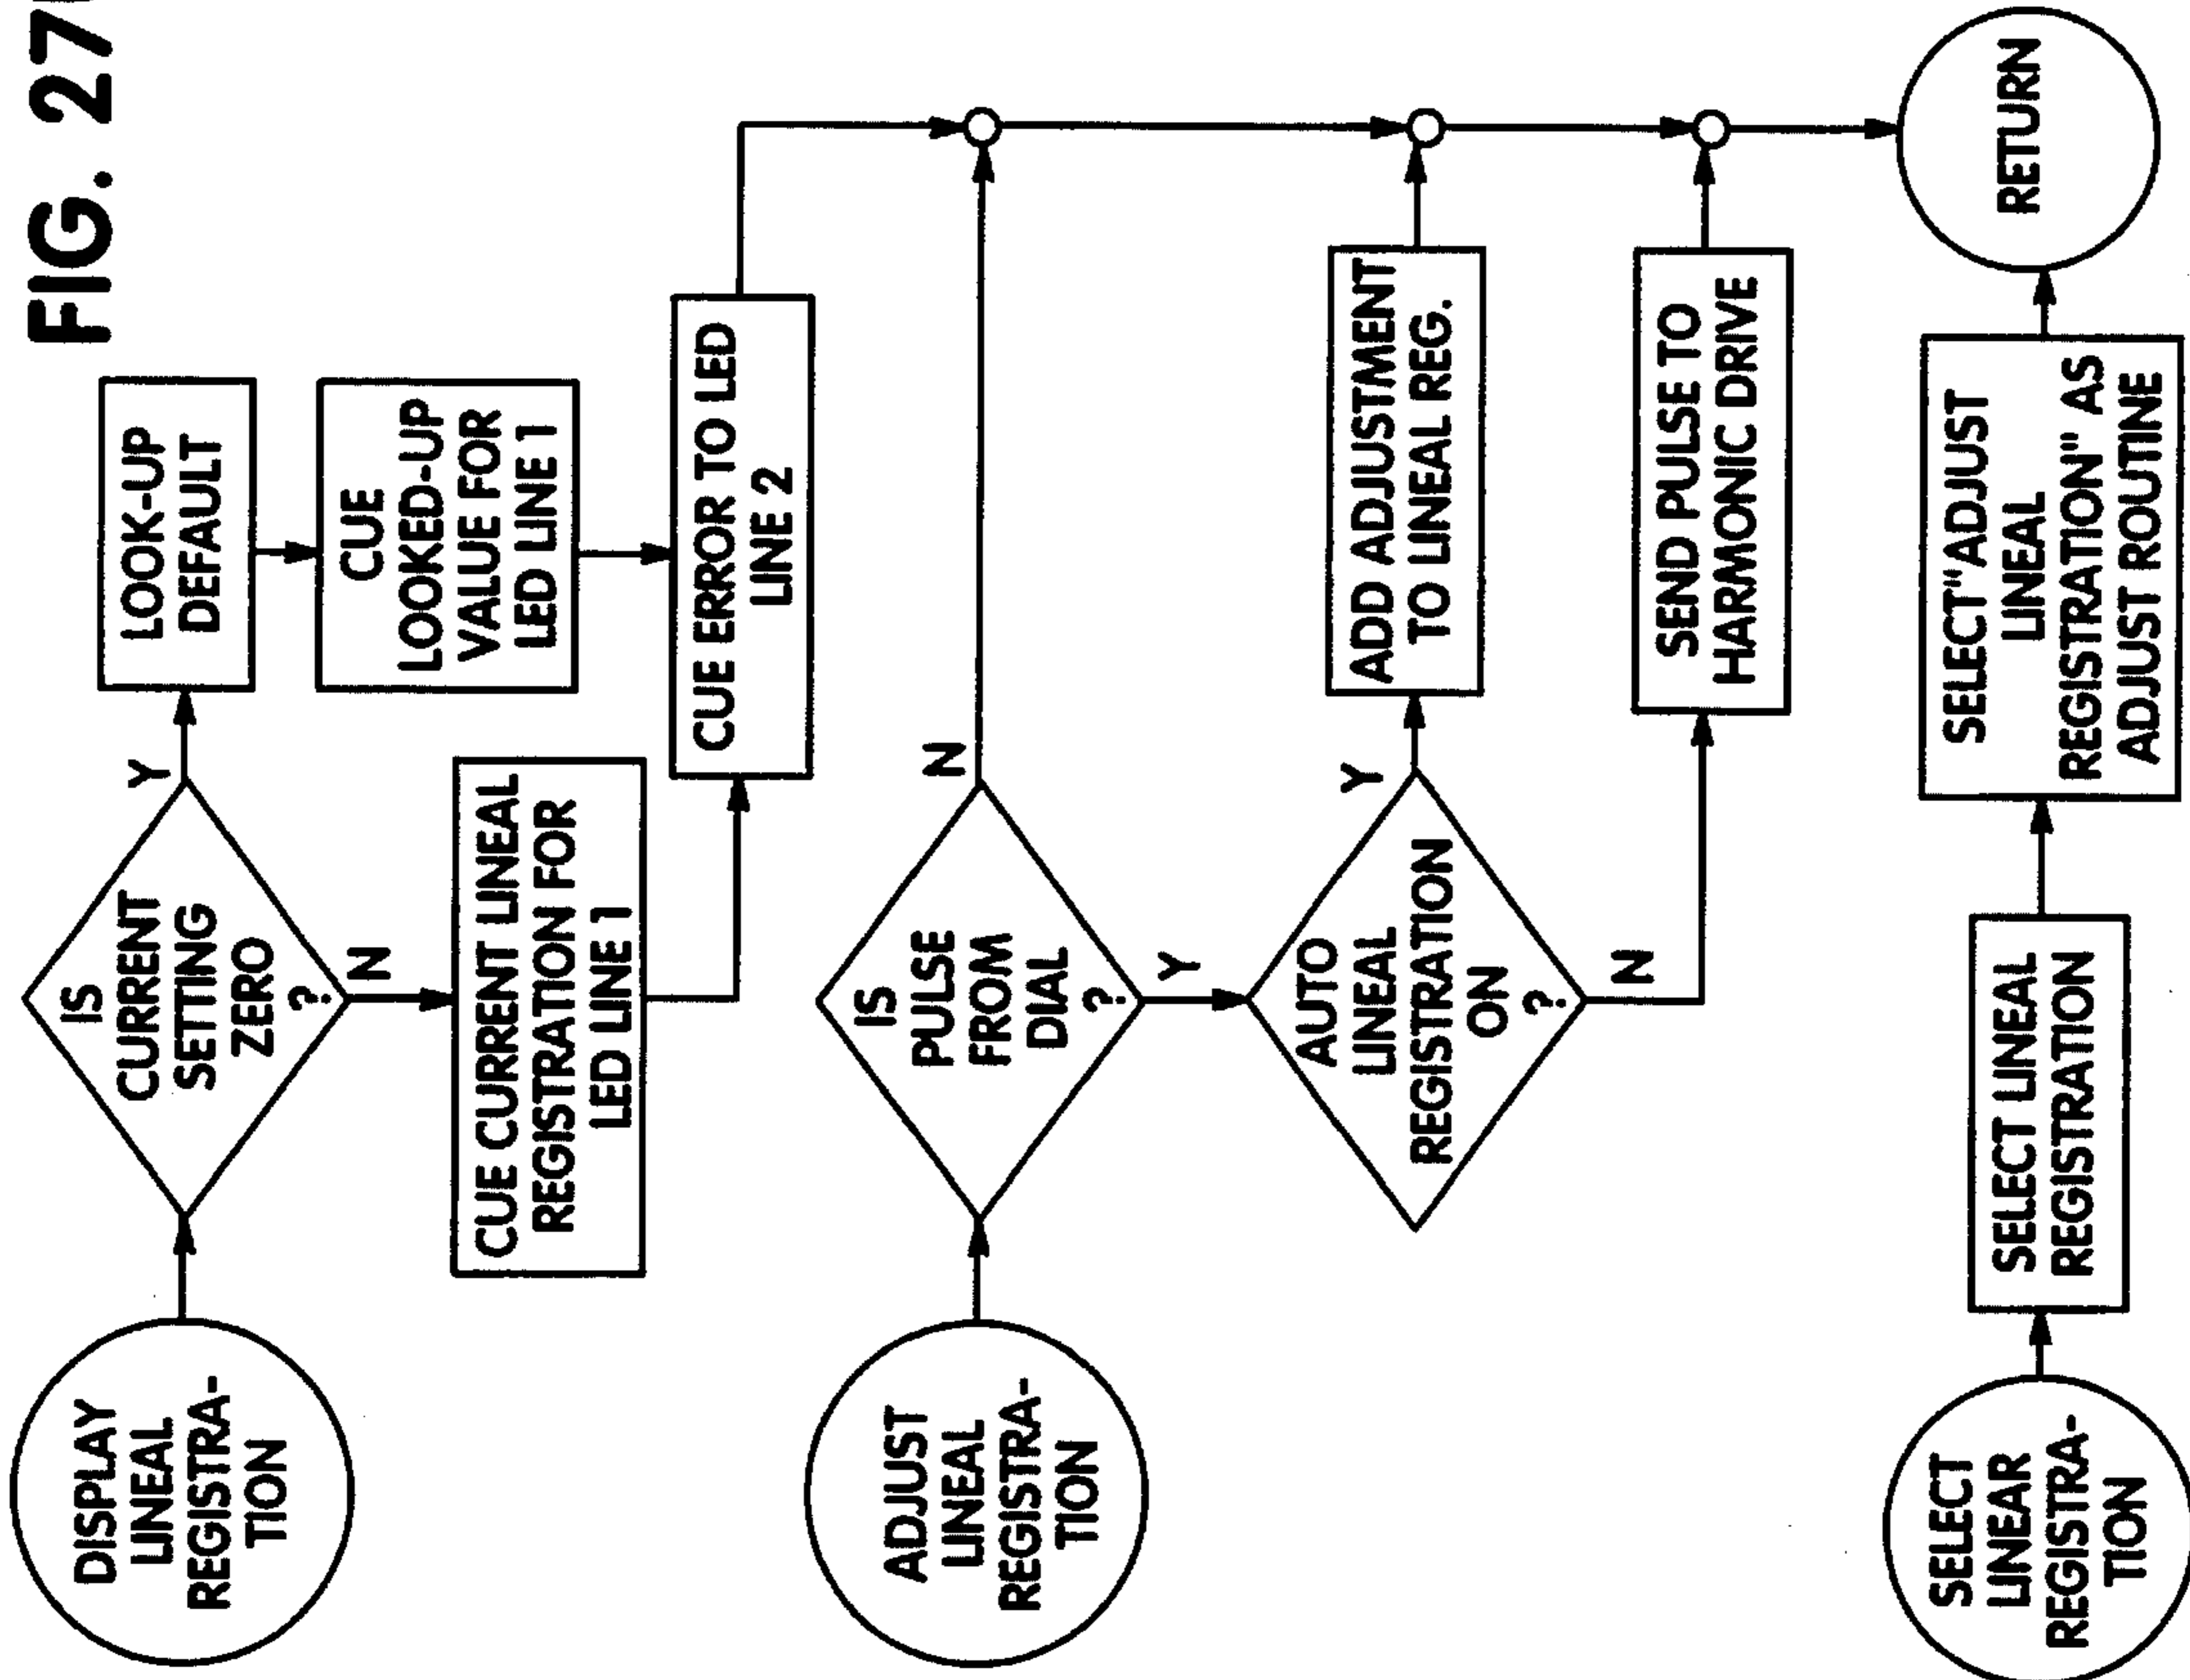 FIG. 27
DISPLAY
LINEAL
REGISTRA-
TION
IS
CURRENT
SETTING
ZERO
?
Y
N
LOOK-UP
DEFAULT
CUE
LOOKED-UP
VALUE FOR
LED LINE 1
CUE CURRENT LINEAL
REGISTRATION FOR
LED LINE 1
CUE ERROR TO LED
LINE 2
ADJUST
LINEAL
REGISTRA-
TION
IS
PULSE
FROM
DIAL
?
N
Y
AUTO
LINEAL
REGISTRATION
ON
?
Y
N
ADD ADJUSTMENT
TO LINEAL REG.
SEND PULSE TO
HARMONIC DRIVE
SELECT
LINEAR
REGISTRA-
TION
SELECT LINEAL
REGISTRATION
SELECT"ADJUST
LINEAL
REGISTRATION" AS
ADJUST ROUTINE
RETURN